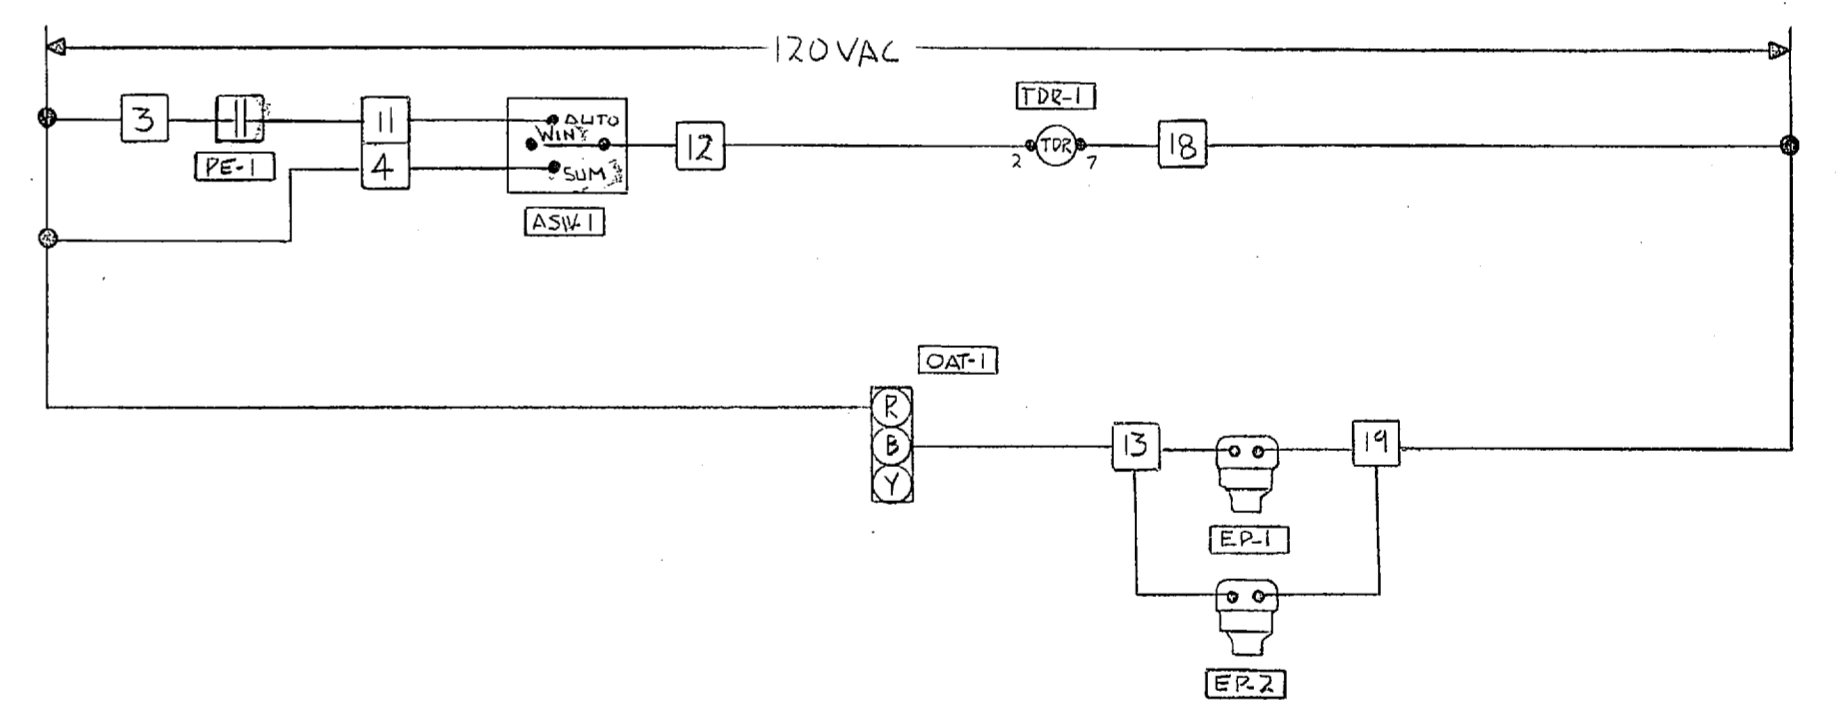 120VAC
TDR-1
3
11
AUTO
WIN
12
2
TDR
7
18
PE-1
4
SUM
ASW-1
OAT-1
R
B
Y
13
19
EP-1
EP-2